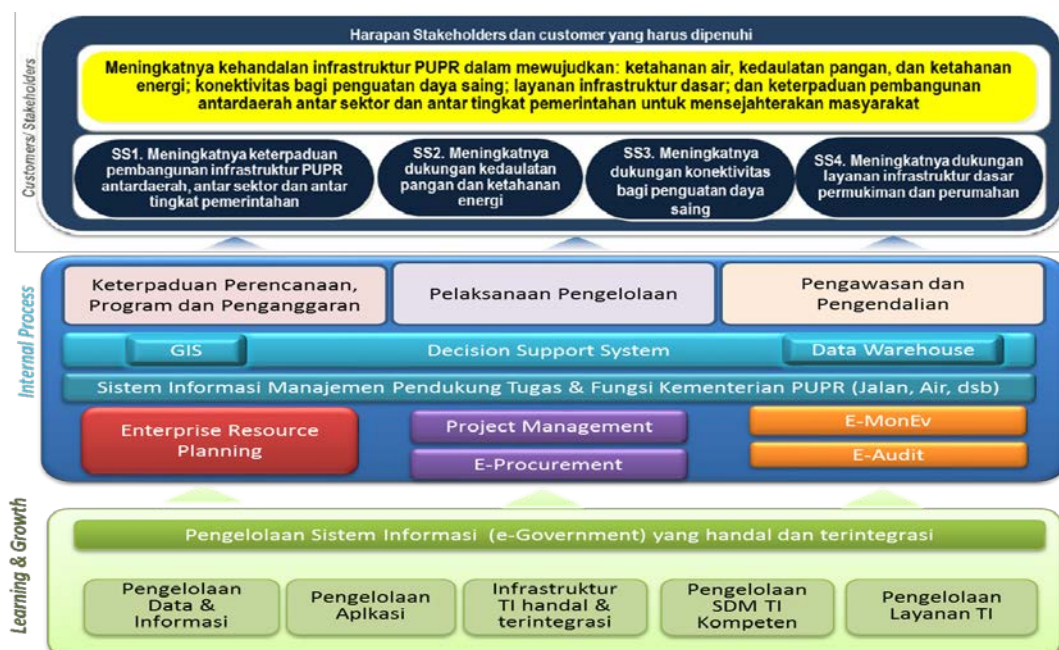 Customers/ Stakeholders
Harapan Stakeholders dan customer yang harus dipenuhi
Meningkatnya kehandalan infrastruktur PUPR dalam mewujudkan: ketahanan air, kedaulatan pangan, dan ketahanan
energi; konektivitas bagi penguatan daya saing; layanan infrastruktur dasar; dan keterpaduan pembangunan
antardaerah antar sektor dan antar tingkat pemerintahan untuk mensejahterakan masyarakat
SS1. Meningkatnya keterpaduan
pembangunan infrastruktur PUPR
antardaerah, antar sektor dan antar
tingkat pemerintahan
SS2. Meningkatnya
dukungan kedaulatan
pangan dan ketahanan
energi
SS3. Meningkatnya
dukungan konektivitas
bagi penguatan daya
saing
SS4. Meningkatnya dukungan
layanan infrastruktur dasar
permukiman dan perumahan
Internal Process
Keterpaduan Perencanaan,
Program dan Penganggaran
Pelaksanaan Pengelolaan
Pengawasan dan
Pengendalian
GIS
Decision Support System
Data Warehouse
Sistem Informasi Manajemen Pendukung Tugas & Fungsi Kementerian PUPR (Jalan, Air, dsb)
Enterprise Resource
Planning
Project Management
E-Procurement
E-MonEv
E-Audit
Learning & Growth
Pengelolaan Sistem Informasi (e-Government) yang handal dan terintegrasi
Pengelolaan
Data &
Informasi
Pengelolaan
Aplkasi
Infrastruktur
TI handal &
terintegrasi
Pengelolaan
SDM TI
Kompeten
Pengelolaan
Layanan TI